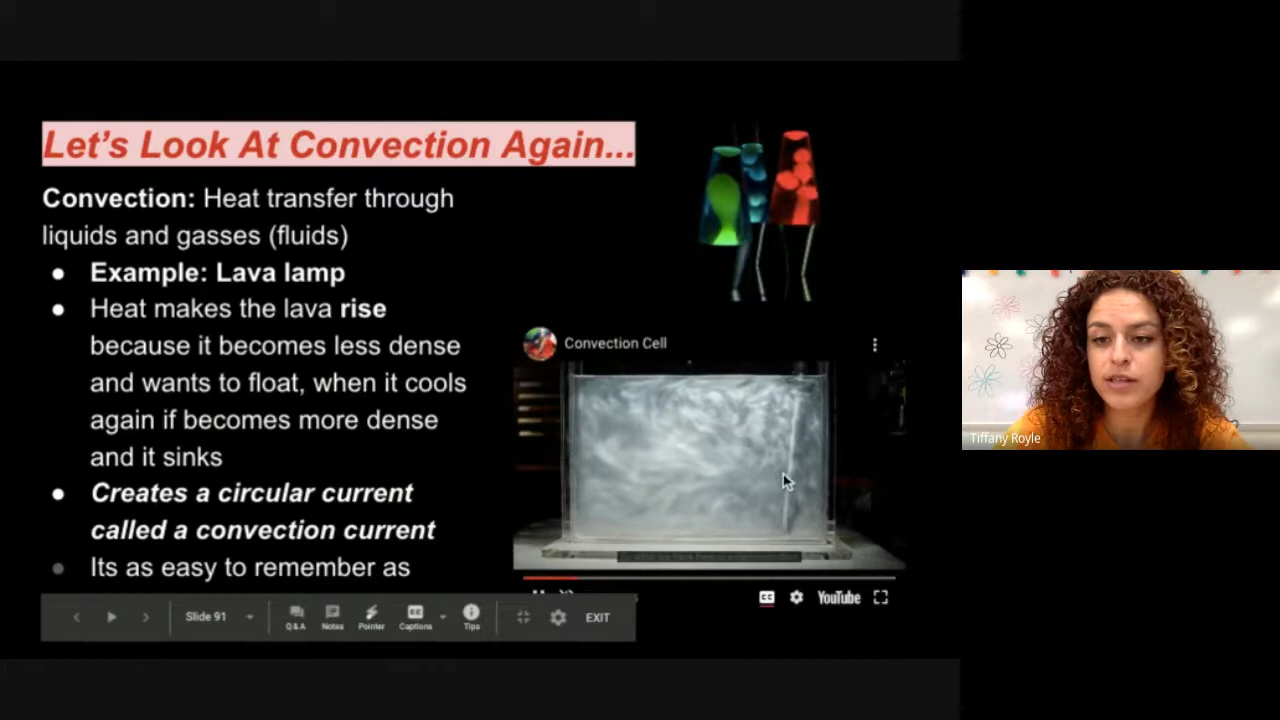 Let's Look At Convection Again...
Convection: Heat transfer through
liquids and gasses (fluids)
● Example: Lava lamp
● Heat makes the lava rise
because it becomes less dense
and wants to float, when it cools
again if becomes more dense
and it sinks
● Creates a circular current
called a convection current
● Its as easy to remember as
Convection Cell
CC
YouTube
Slide 91
Q&A
Notes
Pointer
Captions
Tips
EXIT
Tiffany Royle